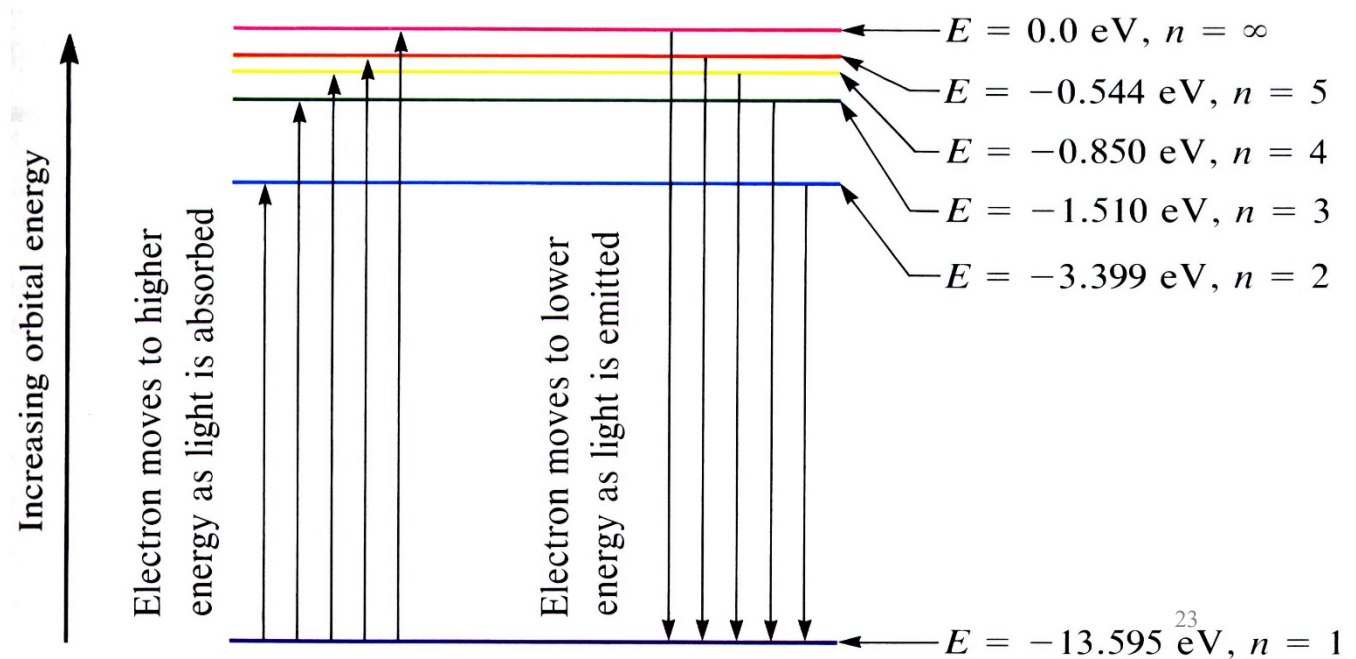 Increasing orbital energy
Electron moves to higher
energy as light is absorbed
Electron moves to lower
energy as light is emitted
E = 0.0 eV, n = ∞
E = −0.544 eV, n = 5
E = −0.850 eV, n = 4
E = −1.510 eV, n = 3
E = −3.399 eV, n = 2
23
E = −13.595 eV, n = 1